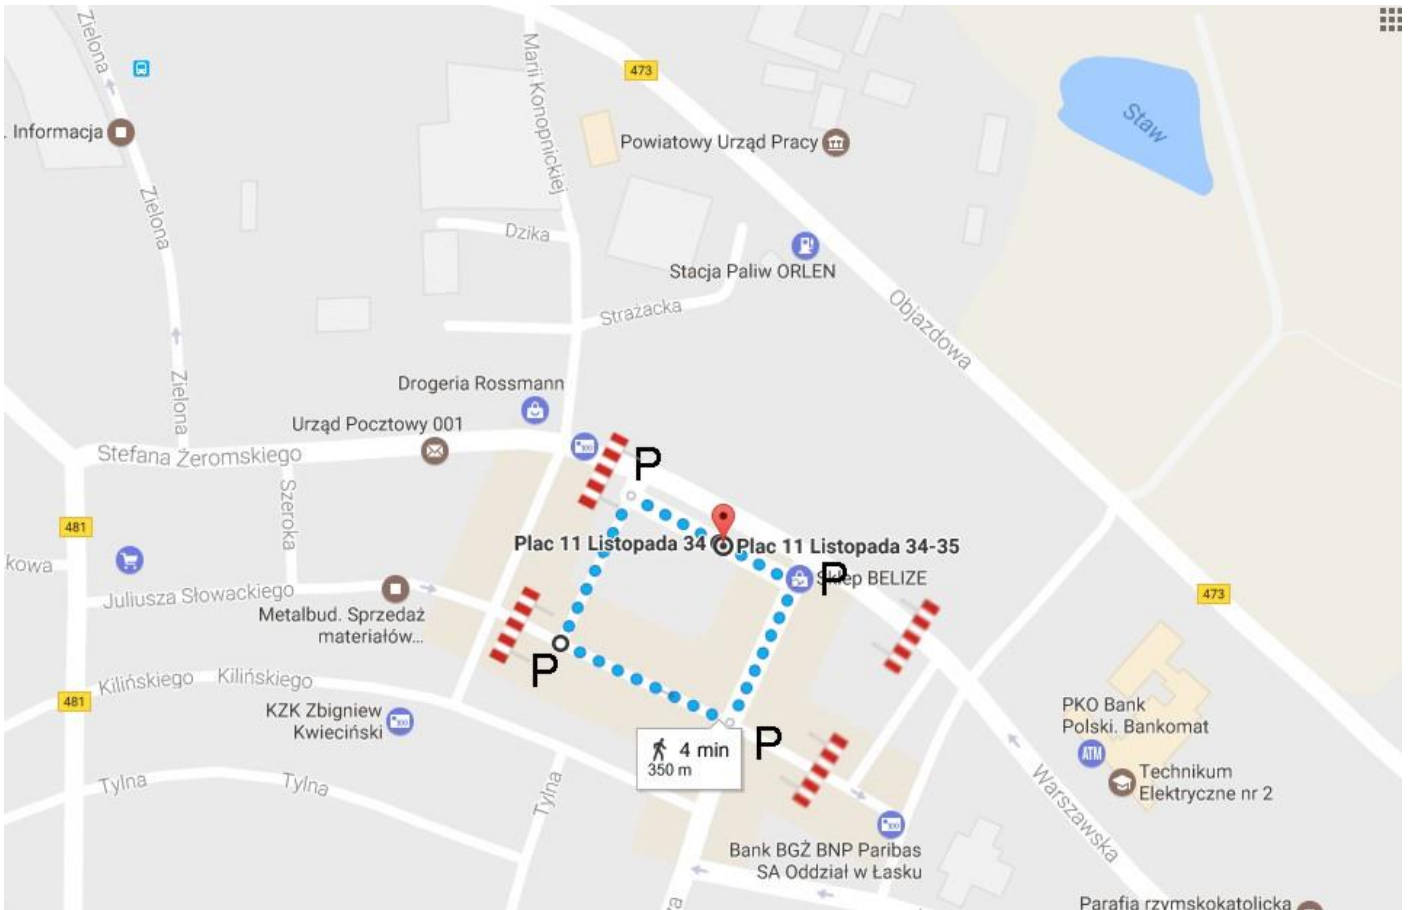 Zielona
473
Marii Konopnickiej
Staw
. Informacja
Powiatowy Urząd Pracy
Zielona
Dzika
Stacja Paliw ORLEN
Strażacka
Objazdowa
Zielona
Drogeria Rossmann
Urząd Pocztowy 001
Stefana Żeromskiego
P
Szeroka
481
Plac 11 Listopada 34
Plac 11 Listopada 34-35
kowa
P
Sklep BELIZE
473
Juliusza Słowackiego
Metalbud. Sprzedaż
materiałów...
P
Kilińskiego
Kilińskiego
481
KZK Zbigniew
Kwieciński
PKO Bank
Polski. Bankomat
P
4 min
350 m
ATM
Technikum
Elektryczne nr 2
Tylna
Tylna
Tylna
Warszawska
Bank BGŻ BNP Paribas
SA Oddział w Łasku
Parafia rzymskokatolicka